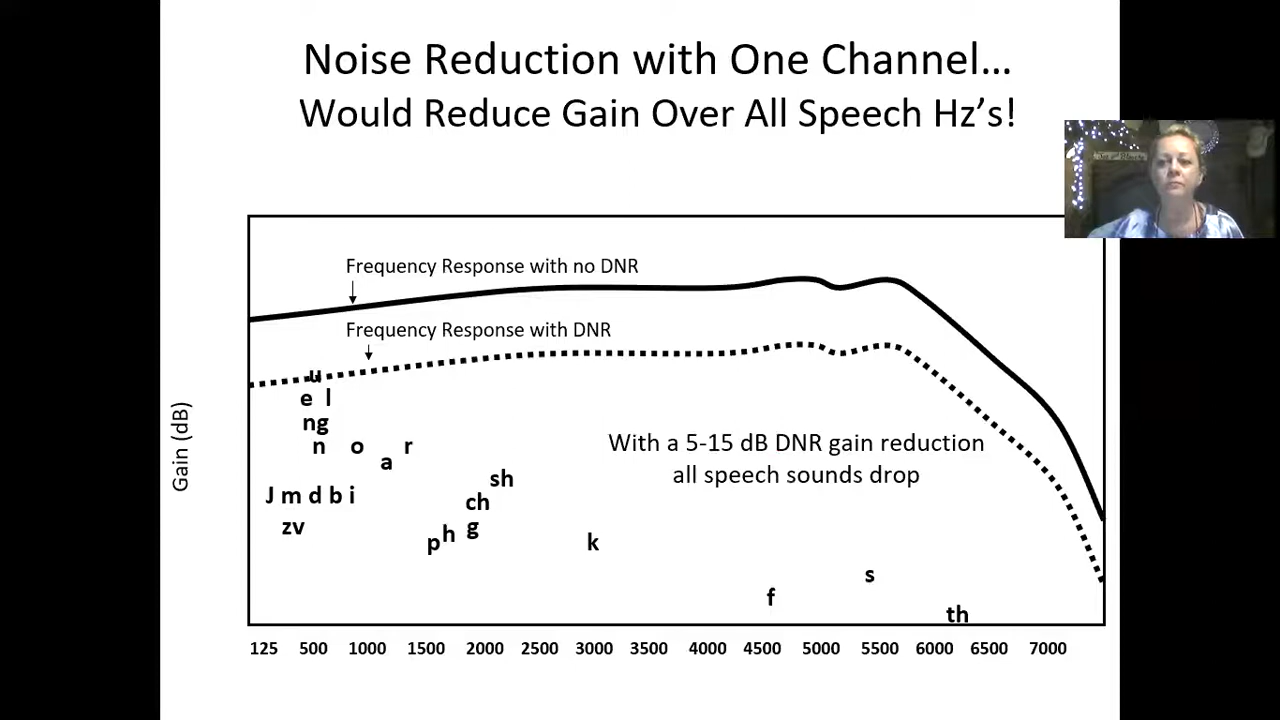 Noise Reduction with One Channel…
Would Reduce Gain Over All Speech Hz’s!
Frequency Response with no DNR
Frequency Response with DNR
u
e l
ng
n o r
a
With a 5-15 dB DNR gain reduction
all speech sounds drop
Gain (dB)
sh
J m d b i
ch
zv
g
h
p
k
s
f
th
125 500 1000 1500 2000 2500 3000 3500 4000 4500 5000 5500 6000 6500 7000